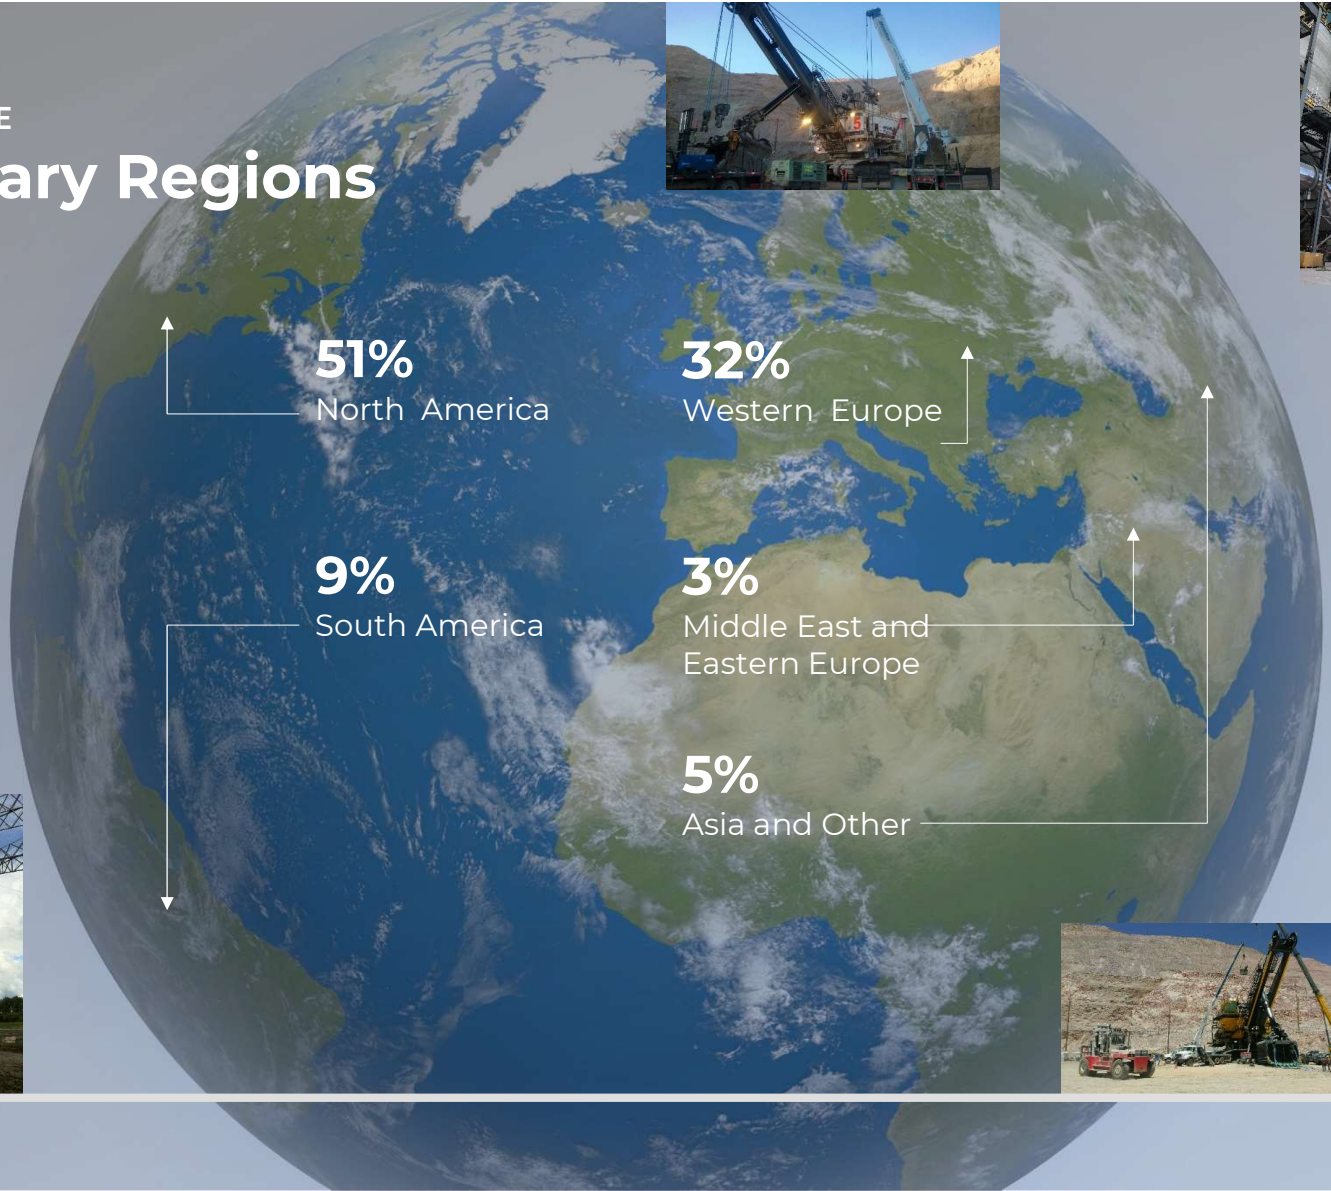 E
ary Regions
51%
North America
32%
Western Europe
9%
South America
3%
Middle East and
Eastern Europe
5%
Asia and Other
5